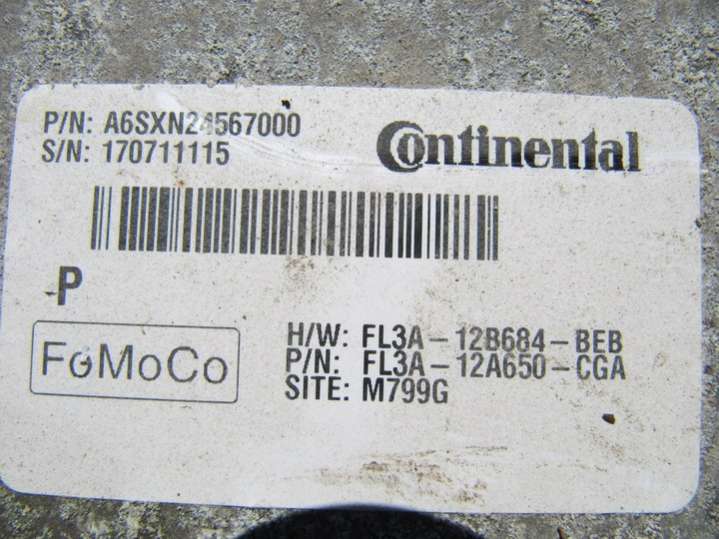 P/N: A6SXN24567000
S/N: 170711115
Continental
P
FoMoCo
H/W: FL3A-12B684-BEB
P/N: FL3A-12A650-CGA
SITE: M799G